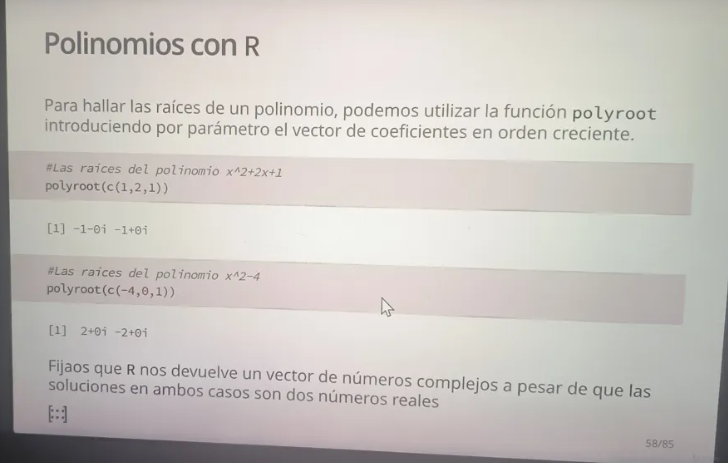 Polinomios con R
Para hallar las raíces de un polinomio, podemos utilizar la función polyroot
introduciendo por parámetro el vector de coeficientes en orden creciente.
#Las raíces del polinomio x^2+2x+1
polyroot(c(1,2,1))
[1] -1-0i -1+0i
#Las raíces del polinomio x^2-4
polyroot(c(-4,0,1))
[1]  2+0i -2+0i
Fijaos que R nos devuelve un vector de números complejos a pesar de que las
soluciones en ambos casos son dos números reales
58/85